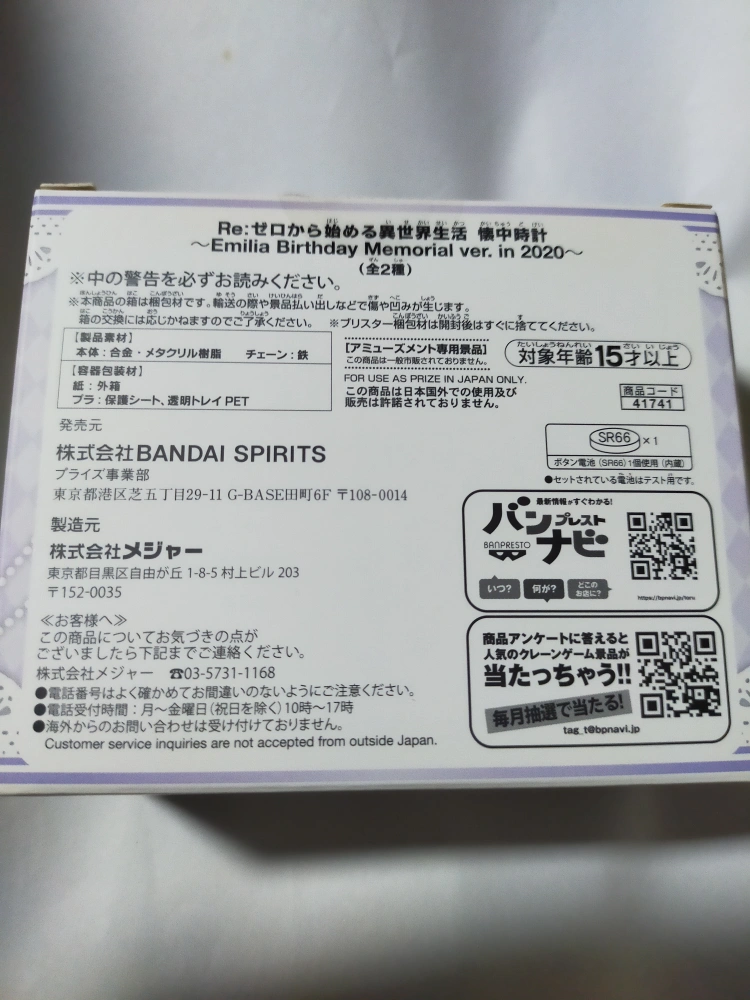 Re:ゼロから始める異世界生活 懐中時計
～Emilia Birthday Memorial ver. in 2020～
(全2種)
※中の警告を必ずお読みください。
※本商品の箱は梱包材です。輸送の際や景品払い出しなどで傷や凹みが生じます。
箱の交換には応じかねますのでご了承ください。 ※ブリスター梱包材は開封後はすぐに捨ててください。
【製品素材】
本体：合金・メタクリル樹脂 チェーン：鉄
【容器包装材】
紙：外箱
プラ：保護シート、透明トレイPET
【アミューズメント専用景品】
この商品は一般市販されておりません。
FOR USE AS PRIZE IN JAPAN ONLY.
この商品は日本国外での使用及び
販売は許諾されておりません。
対象年齢15才以上
商品コード
41741
発売元
株式会社BANDAI SPIRITS
プライズ事業部
東京都港区芝五丁目29-11 G-BASE田町6F 〒108-0014
SR66 ×1
ボタン電池（SR66）1個使用（内蔵）
●セットされている電池はテスト用です。
製造元
株式会社メジャー
東京都目黒区自由が丘1-8-5 村上ビル 203
〒152-0035
最新情報がすぐわかる!
バンプレスト
ナビ
BANPRESTO
いつ? 何が? どこのお店に?
https://bpnavi.jp/toru
≪お客様へ≫
この商品についてお気づきの点が
ございましたら下記までご連絡ください。
株式会社メジャー ☎03-5731-1168
●電話番号はよく確かめてお間違いのないようにご注意ください。
●電話受付時間：月～金曜日(祝日を除く)10時～17時
●海外からのお問い合わせは受け付けておりません。
Customer service inquiries are not accepted from outside Japan.
商品アンケートに答えると
人気のクレーンゲーム景品が
当たっちゃう!!
毎月抽選で当たる!
tag_t@bpnavi.jp